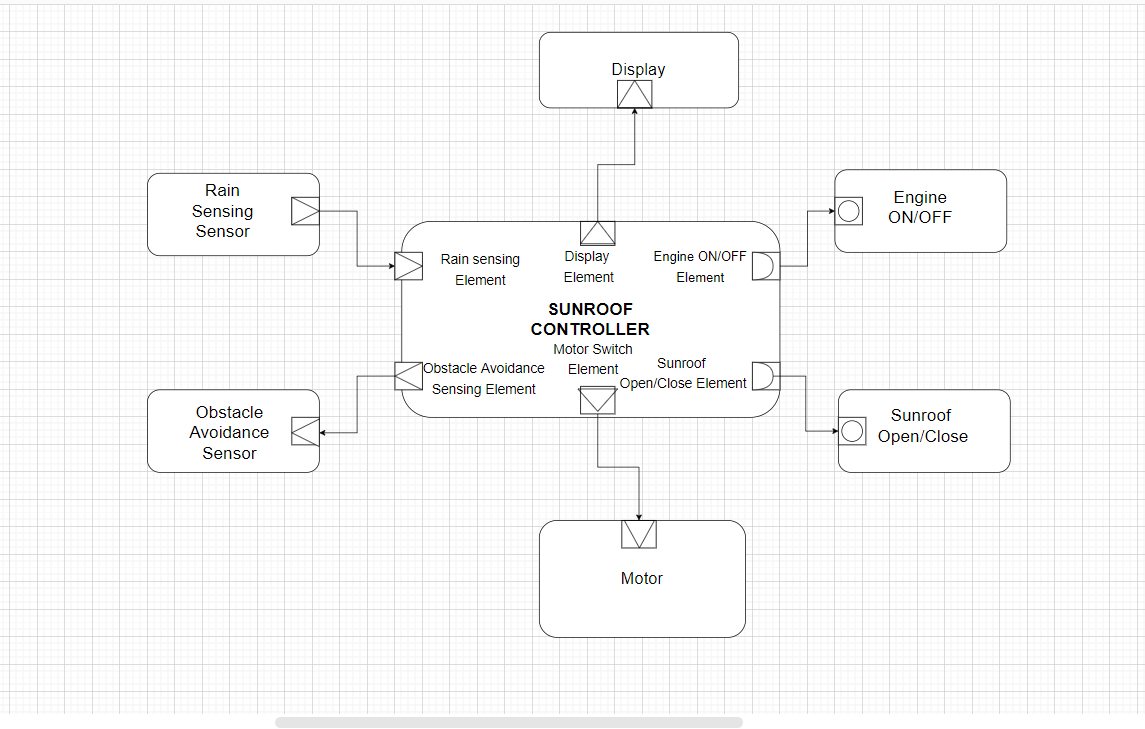 Display
Rain
Sensing
Sensor
Engine
ON/OFF
Rain sensing
Element
Display
Element
Engine ON/OFF
Element
SUNROOF
CONTROLLER
Motor Switch
Element
Obstacle Avoidance
Sensing Element
Sunroof
Open/Close Element
Obstacle
Avoidance
Sensor
Sunroof
Open/Close
Motor